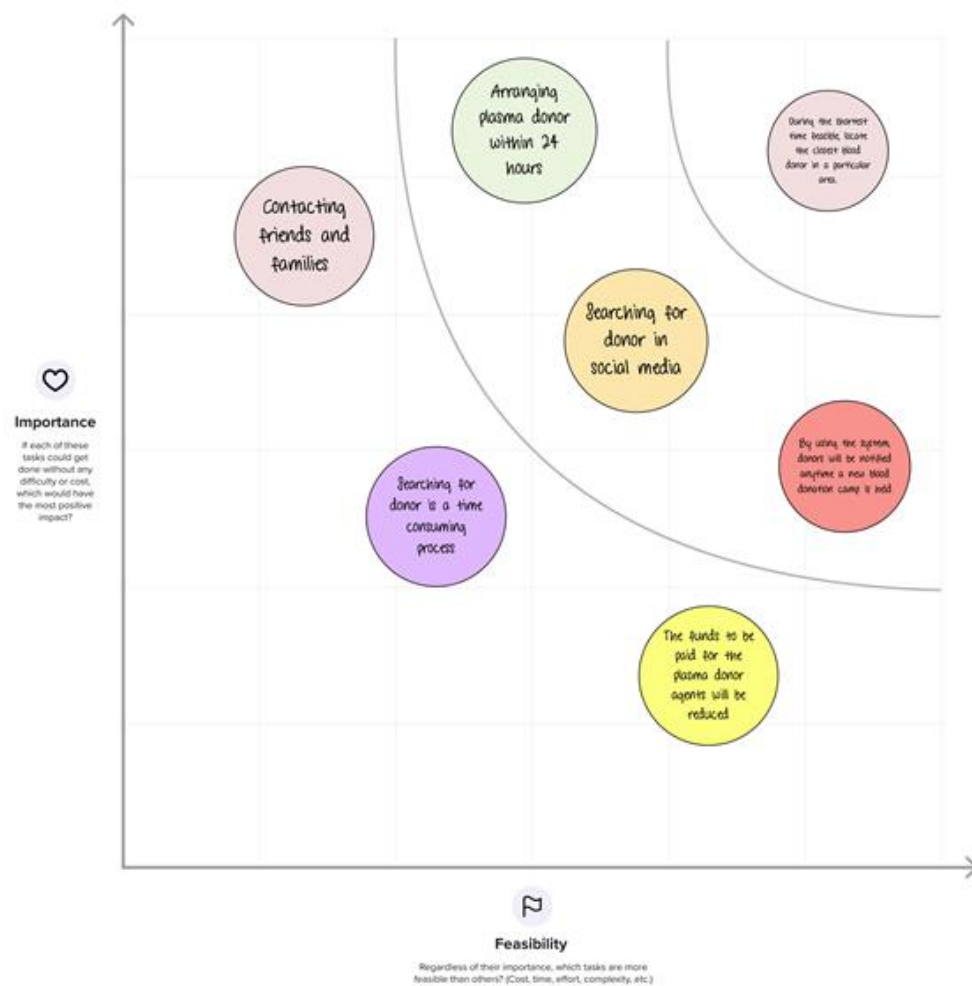 Arranging
plasma donor
within 24
hours
During the shortest
time feasible, locate
the closest blood
donor in a particular
area.
Contacting
friends and
families
Searching for
donor in
social media
Importance
If each of these
tasks could get
done without any
difficulty or cost,
which would have
the most positive
impact?
By using the system,
donors will be notified
anytime a new blood
donation camp is held
Searching for
donor is a time
consuming
process
The funds to be
paid for the
plasma donor
agents will be
reduced
Feasibility
Regardless of their importance, which tasks are more
feasible than others? (Cost, time, effort, complexity, etc.)